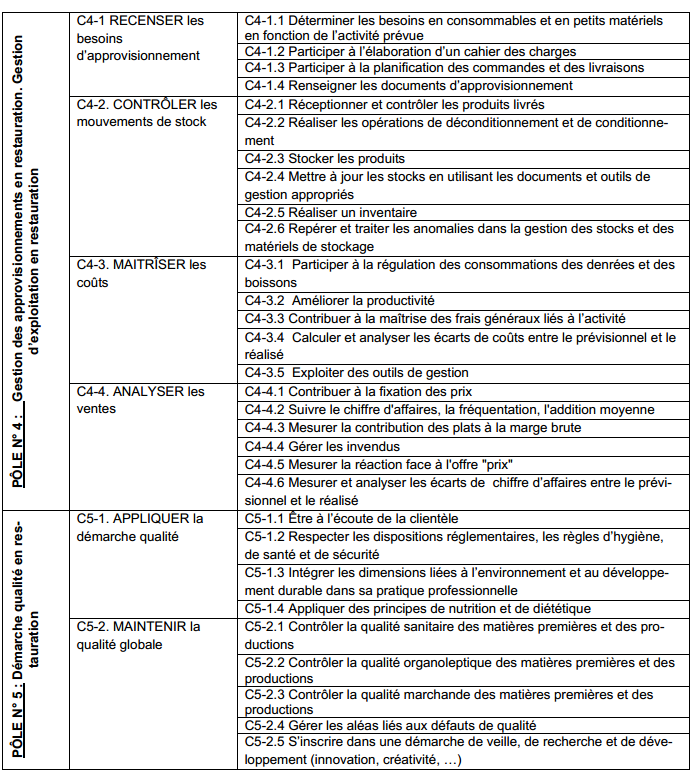 PÔLE N° 4 : Gestion des approvisionnements en restauration. Gestion
d'exploitation en restauration
C4-1 RECENSER les
besoins
d'approvisionnement
C4-1.1 Déterminer les besoins en consommables et en petits matériels
en fonction de l'activité prévue
C4-1.2 Participer à l'élaboration d'un cahier des charges
C4-1.3 Participer à la planification des commandes et des livraisons
C4-1.4 Renseigner les documents d'approvisionnement
C4-2. CONTRÔLER les
mouvements de stock
C4-2.1 Réceptionner et contrôler les produits livrés
C4-2.2 Réaliser les opérations de déconditionnement et de conditionne-
ment
C4-2.3 Stocker les produits
C4-2.4 Mettre à jour les stocks en utilisant les documents et outils de
gestion appropriés
C4-2.5 Réaliser un inventaire
C4-2.6 Repérer et traiter les anomalies dans la gestion des stocks et des
matériels de stockage
C4-3. MAITRÎSER les
coûts
C4-3.1 Participer à la régulation des consommations des denrées et des
boissons
C4-3.2 Améliorer la productivité
C4-3.3 Contribuer à la maîtrise des frais généraux liés à l'activité
C4-3.4 Calculer et analyser les écarts de coûts entre le prévisionnel et le
réalisé
C4-3.5 Exploiter des outils de gestion
C4-4. ANALYSER les
ventes
C4-4.1 Contribuer à la fixation des prix
C4-4.2 Suivre le chiffre d'affaires, la fréquentation, l'addition moyenne
C4-4.3 Mesurer la contribution des plats à la marge brute
C4-4.4 Gérer les invendus
C4-4.5 Mesurer la réaction face à l'offre "prix"
C4-4.6 Mesurer et analyser les écarts de chiffre d'affaires entre le prévi-
sionnel et le réalisé
PÔLE N° 5 : Démarche qualité en res-
tauration
C5-1. APPLIQUER la
démarche qualité
C5-1.1 Être à l'écoute de la clientèle
C5-1.2 Respecter les dispositions réglementaires, les règles d'hygiène,
de santé et de sécurité
C5-1.3 Intégrer les dimensions liées à l'environnement et au développe-
ment durable dans sa pratique professionnelle
C5-1.4 Appliquer des principes de nutrition et de diététique
C5-2. MAINTENIR la
qualité globale
C5-2.1 Contrôler la qualité sanitaire des matières premières et des pro-
ductions
C5-2.2 Contrôler la qualité organoleptique des matières premières et des
productions
C5-2.3 Contrôler la qualité marchande des matières premières et des
productions
C5-2.4 Gérer les aléas liés aux défauts de qualité
C5-2.5 S'inscrire dans une démarche de veille, de recherche et de déve-
loppement (innovation, créativité, …)